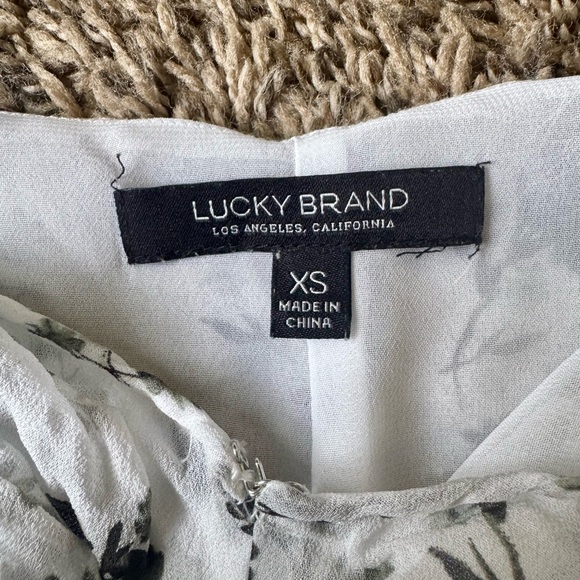 LUCKY BRAND
LOS ANGELES, CALIFORNIA
XS
MADE IN
CHINA